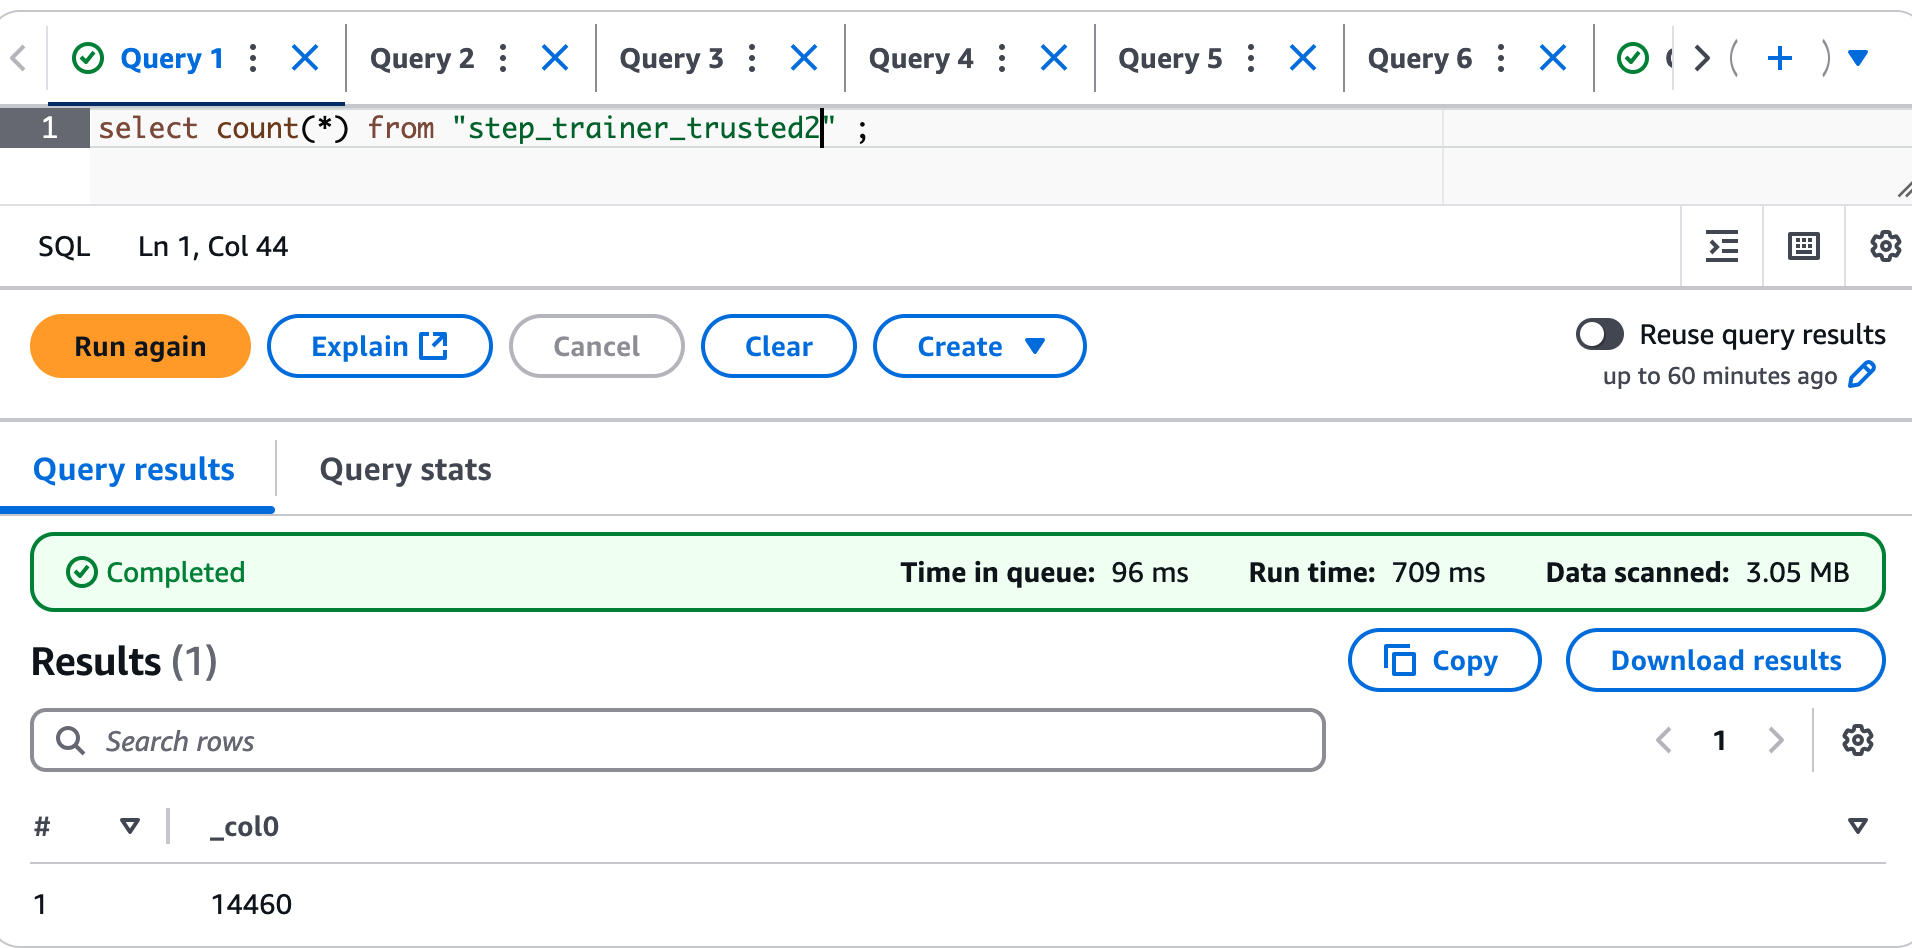 Query 1 Query 2 Query 3 Query 4 Query 5 Query 6
1 select count(*) from "step_trainer_trusted2" ;
SQL Ln 1, Col 44
Run again Explain Cancel Clear Create Reuse query results
up to 60 minutes ago
Query results Query stats
Completed Time in queue: 96 ms Run time: 709 ms Data scanned: 3.05 MB
Results (1) Copy Download results
Search rows 1
# _col0
1 14460